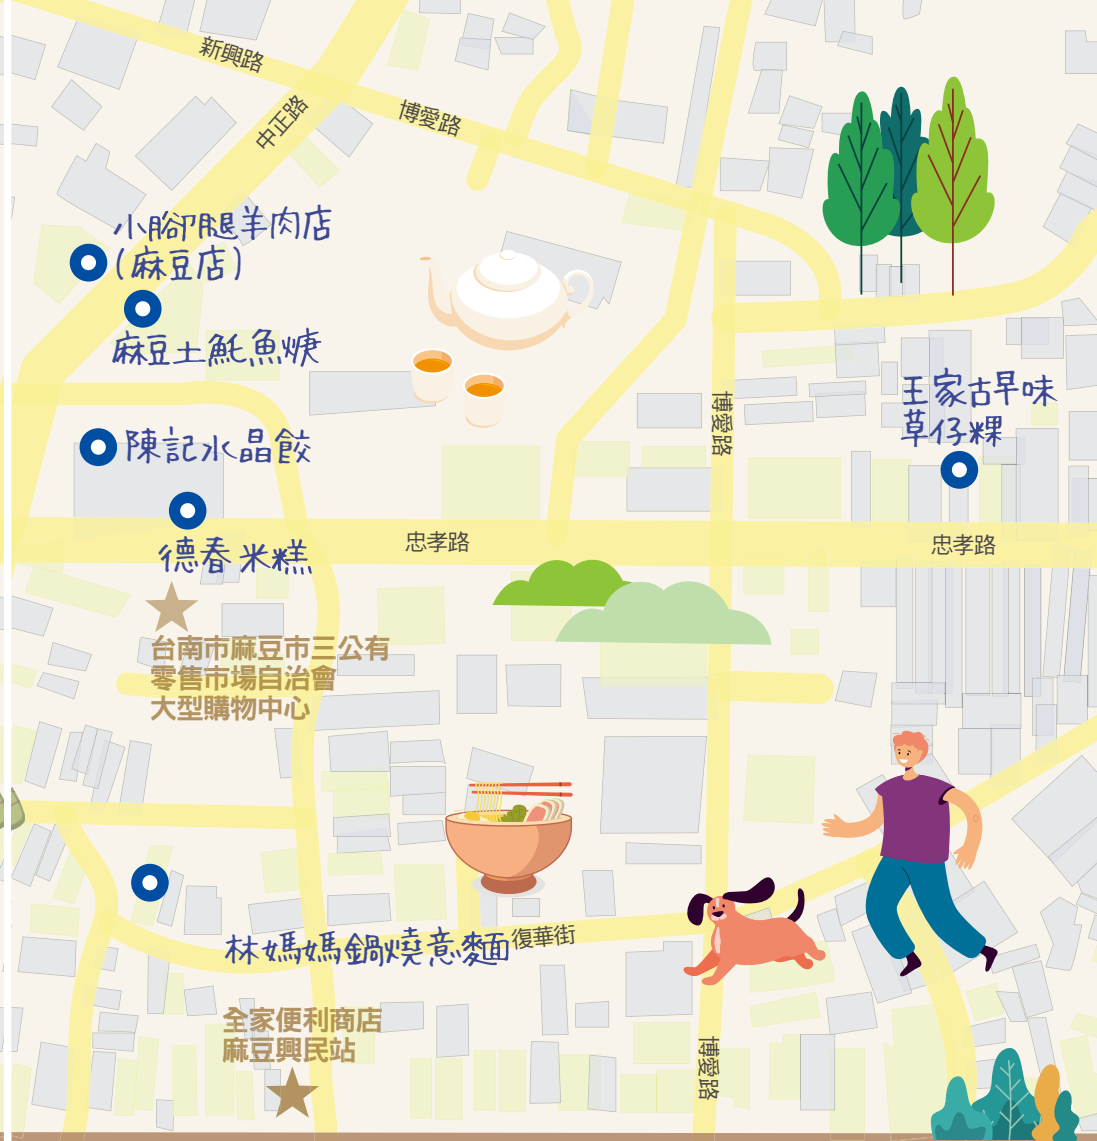 新興路
中正路
博愛路
小腳腿羊肉店
(麻豆店)
麻豆土魠魚焿
博愛路
王家古早味
草仔粿
陳記水晶餃
德春米糕
忠孝路
忠孝路
台南市麻豆市三公有
零售市場自治會
大型購物中心
林媽媽鍋燒意麵
復華街
全家便利商店
麻豆興民站
博愛路